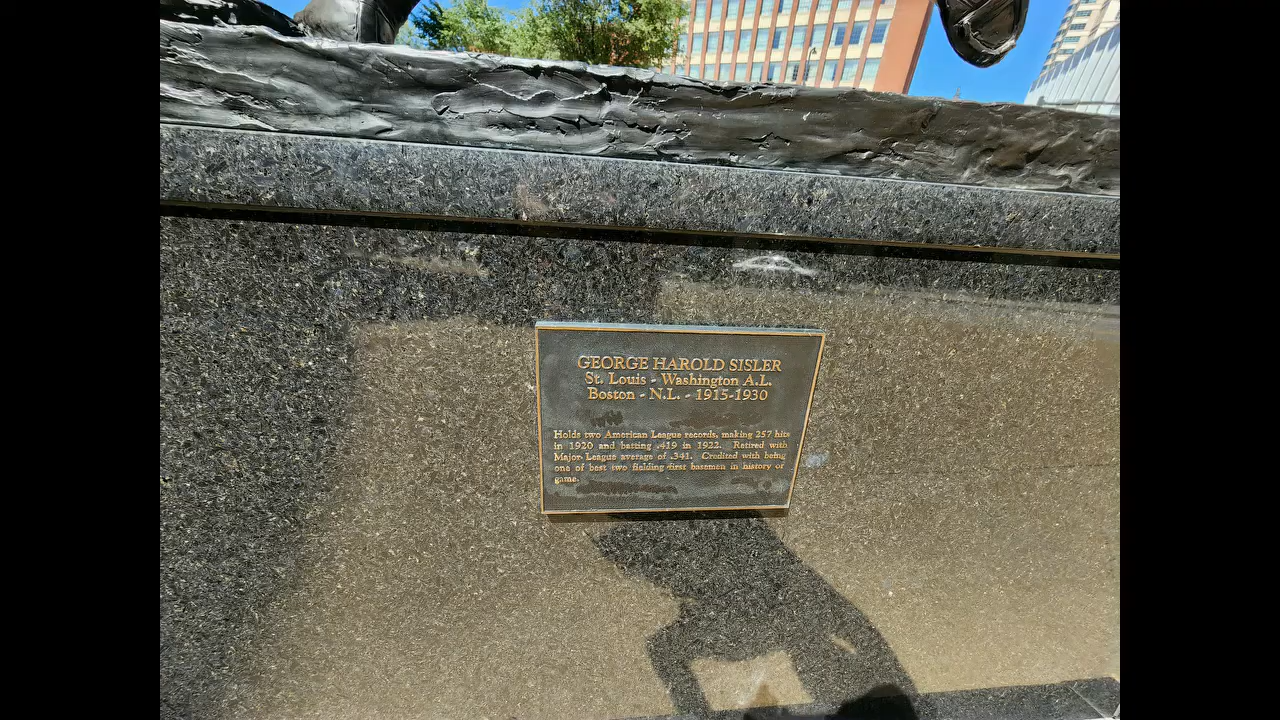 GEORGE HAROLD SISLER
St. Louis - Washington A.L.
Boston - N.L. - 1915-1930
Holds two American League records, making 257 hits
in 1920 and batting .419 in 1922. Retired with
Major League average of .341. Credited with being
one of best two fielding first basemen in history of
game.